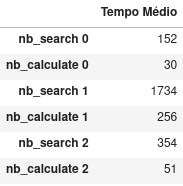 Tempo Médio
nb_search 0 152
nb_calculate 0 30
nb_search 1 1734
nb_calculate 1 256
nb_search 2 354
nb_calculate 2 51